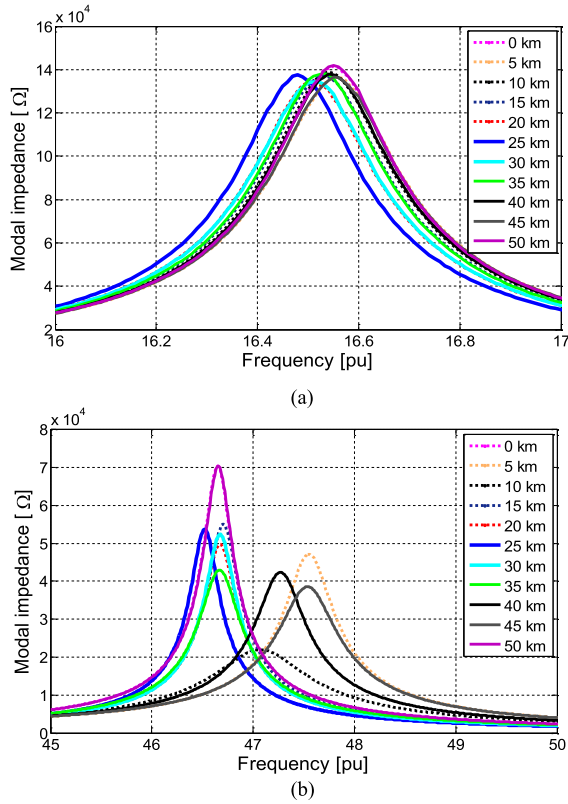 x 10^4
16
14
12
10
8
6
4
2
Modal impedance [ Ω]
16 16.2 16.4 16.6 16.8 17
Frequency [pu]
0 km
5 km
10 km
15 km
20 km
25 km
30 km
35 km
40 km
45 km
50 km
(a)
x 10^4
8
7
6
5
4
3
2
1
0
Modal impedance [ Ω]
45 46 47 48 49 50
Frequency [pu]
0 km
5 km
10 km
15 km
20 km
25 km
30 km
35 km
40 km
45 km
50 km
(b)